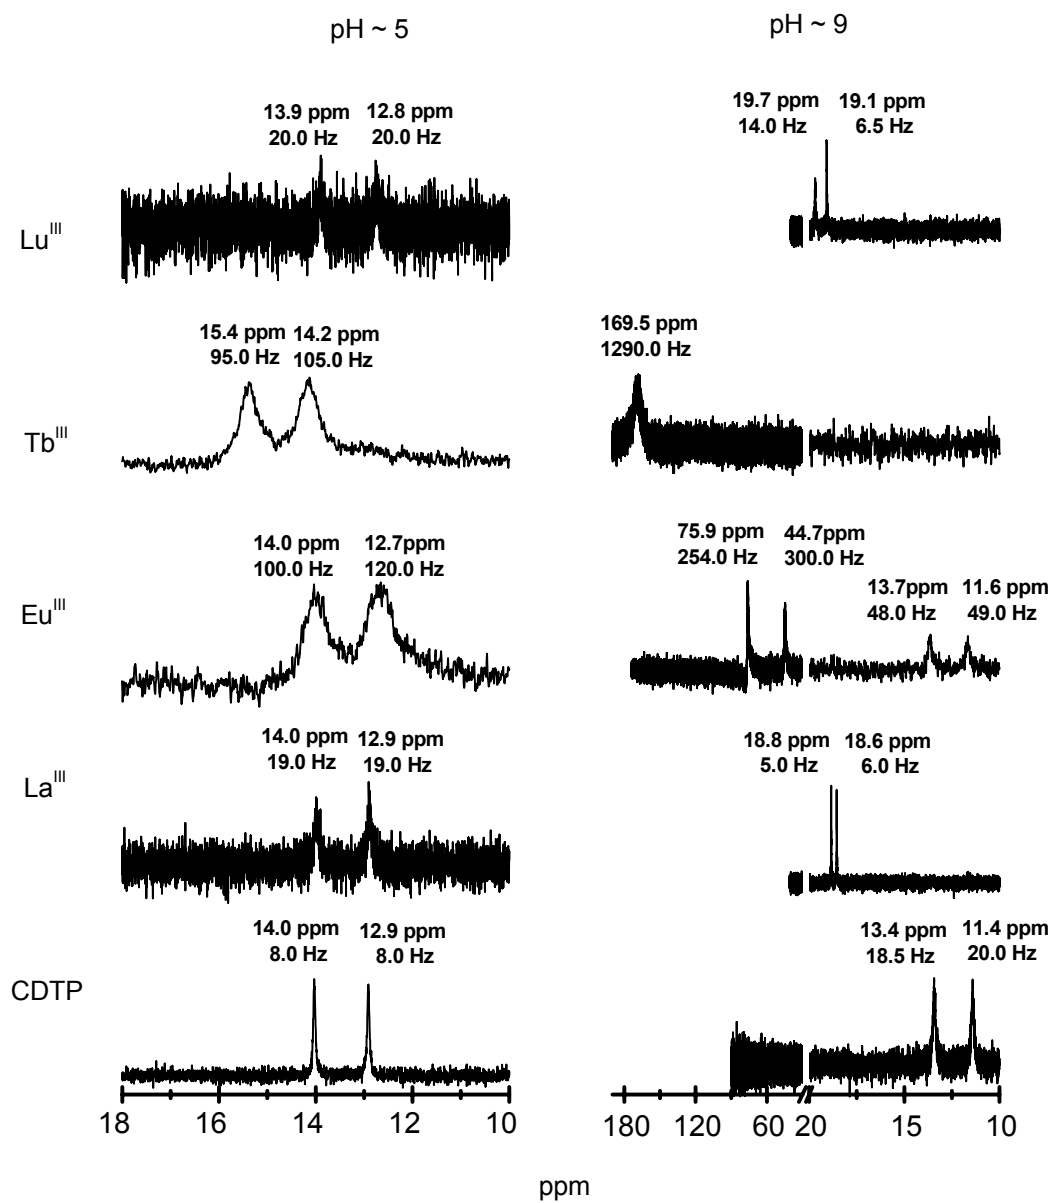 pH ~ 5
pH ~ 9
13.9 ppm 12.8 ppm
20.0 Hz 20.0 Hz
19.7 ppm 19.1 ppm
14.0 Hz 6.5 Hz
Lu^III
15.4 ppm 14.2 ppm
95.0 Hz 105.0 Hz
169.5 ppm
1290.0 Hz
Tb^III
14.0 ppm 12.7ppm
100.0 Hz 120.0 Hz
75.9 ppm 44.7ppm
254.0 Hz 300.0 Hz
13.7ppm 11.6 ppm
48.0 Hz 49.0 Hz
Eu^III
14.0 ppm 12.9 ppm
19.0 Hz 19.0 Hz
18.8 ppm 18.6 ppm
5.0 Hz 6.0 Hz
La^III
14.0 ppm 12.9 ppm
8.0 Hz 8.0 Hz
13.4 ppm 11.4 ppm
18.5 Hz 20.0 Hz
CDTP
18 16 14 12 10
180 120 60 20 15 10
ppm